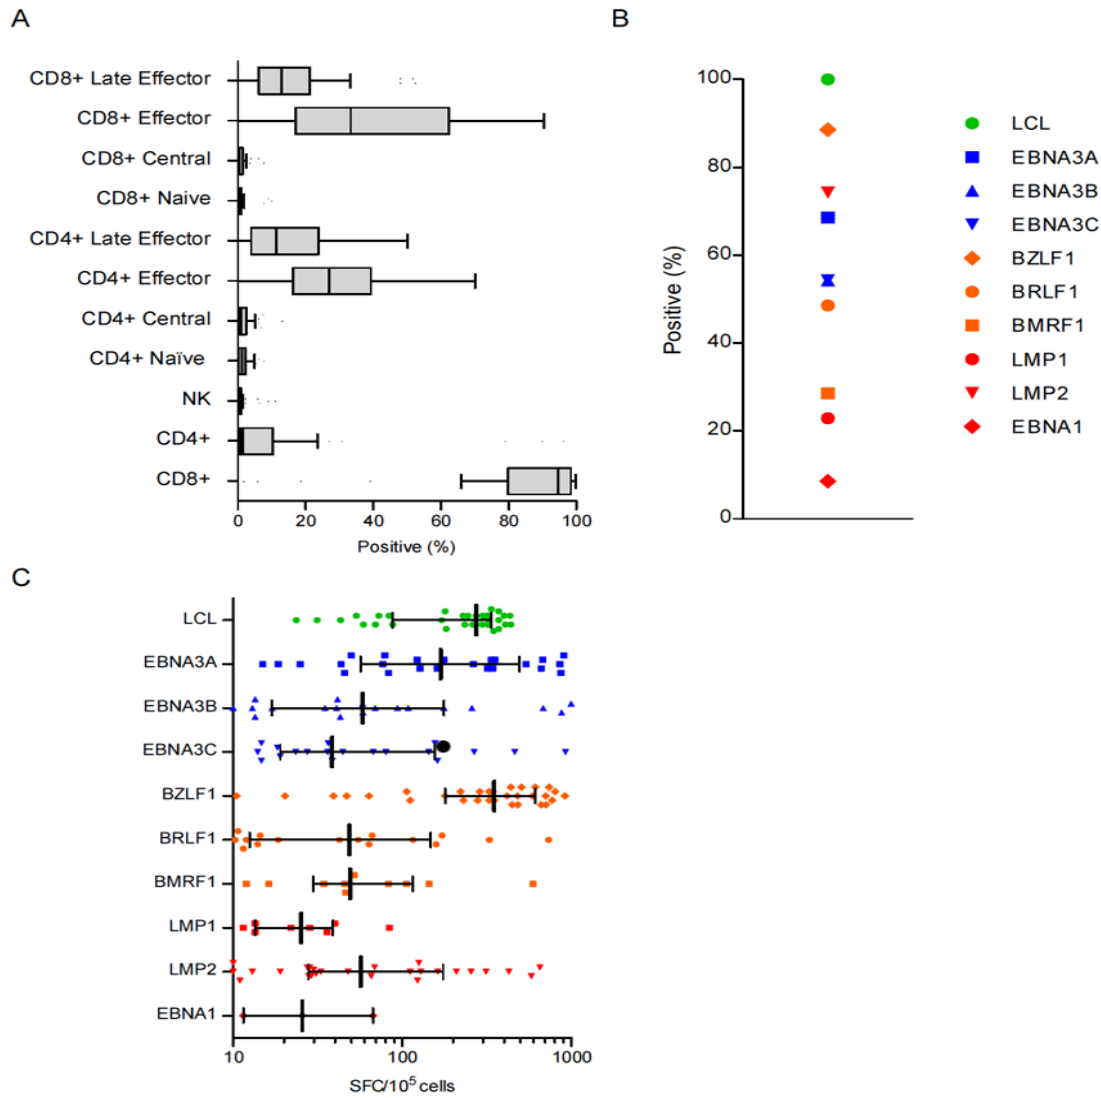 A
CD8+ Late Effector
CD8+ Effector
CD8+ Central
CD8+ Naive
CD4+ Late Effector
CD4+ Effector
CD4+ Central
CD4+ Naïve
NK
CD4+
CD8+
0 20 40 60 80 100
Positive (%)
B
100
80
60
40
20
0
Positive (%)
LCL
EBNA3A
EBNA3B
EBNA3C
BZLF1
BRLF1
BMRF1
LMP1
LMP2
EBNA1
C
LCL
EBNA3A
EBNA3B
EBNA3C
BZLF1
BRLF1
BMRF1
LMP1
LMP2
EBNA1
10 100 1000
SFC/10⁵ cells